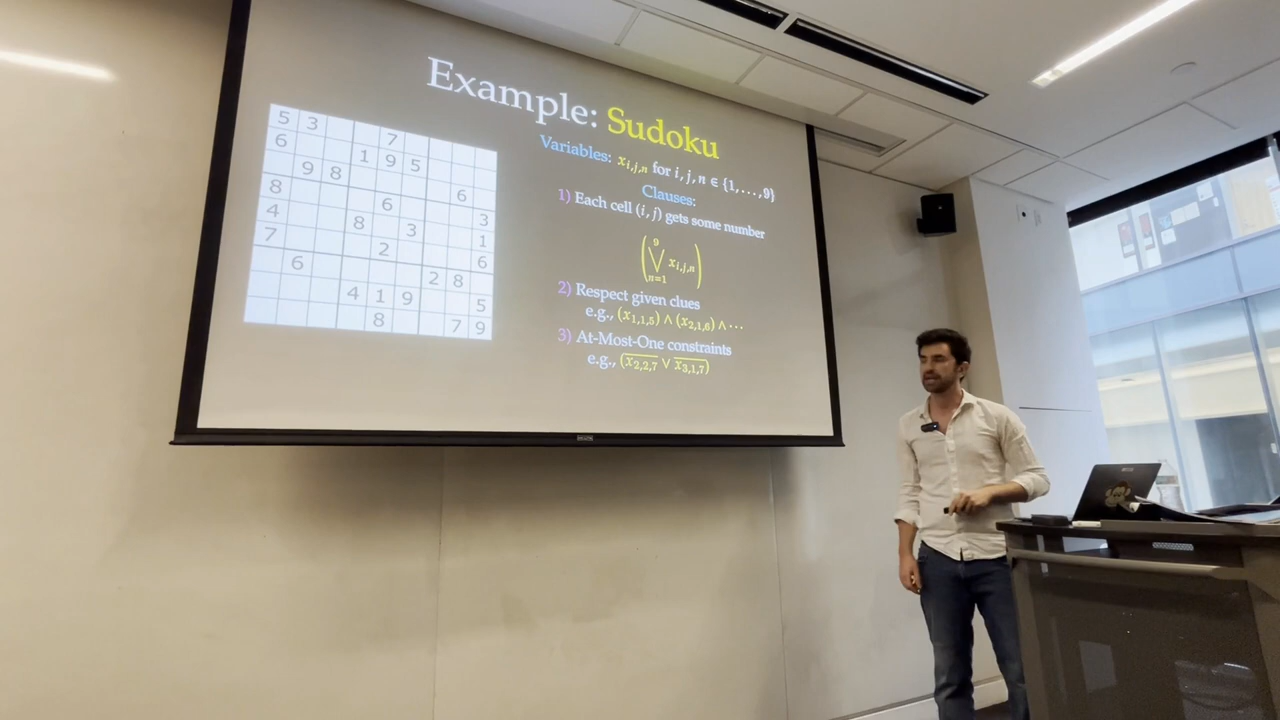 Example: Sudoku
5 3 7
6 1 9 5
9 8 6
8 6 3
4 8 3 1
7 2 6
6 2 8
4 1 9 5
8 7 9
Variables: x_{i,j,n} for i, j, n ∈ {1, …, 9}
Clauses:
1) Each cell (i, j) gets some number
(⋁_{n=1}^{9} x_{i,j,n})
2) Respect given clues
e.g., (x_{1,1,5}) ∧ (x_{2,1,6}) ∧ ⋯
3) At-Most-One constraints
e.g., (\overline{x_{2,2,7}} ∨ \overline{x_{3,1,7}})